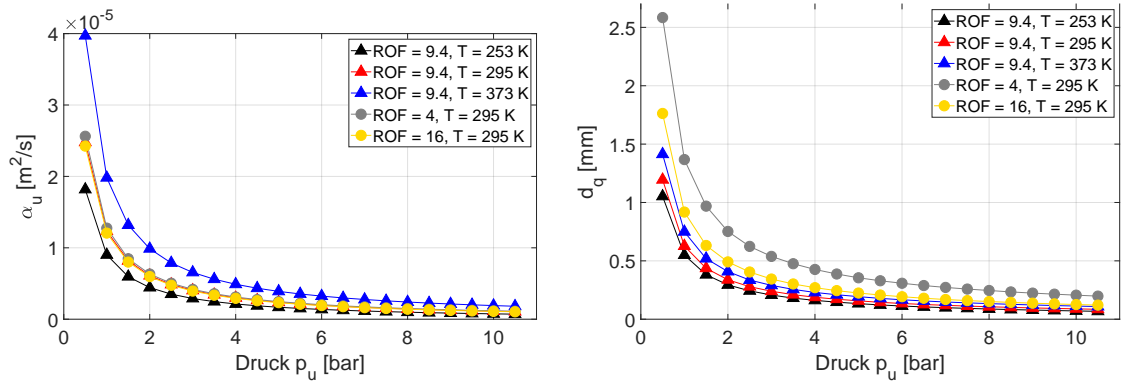 ×10⁻⁵
4
3
2
1
0
α_u [m²/s]
0 2 4 6 8 10
Druck p_u [bar]
ROF = 9.4, T = 253 K
ROF = 9.4, T = 295 K
ROF = 9.4, T = 373 K
ROF = 4, T = 295 K
ROF = 16, T = 295 K
2.5
2
1.5
1
0.5
0
d_q [mm]
0 2 4 6 8 10
Druck p_u [bar]
ROF = 9.4, T = 253 K
ROF = 9.4, T = 295 K
ROF = 9.4, T = 373 K
ROF = 4, T = 295 K
ROF = 16, T = 295 K